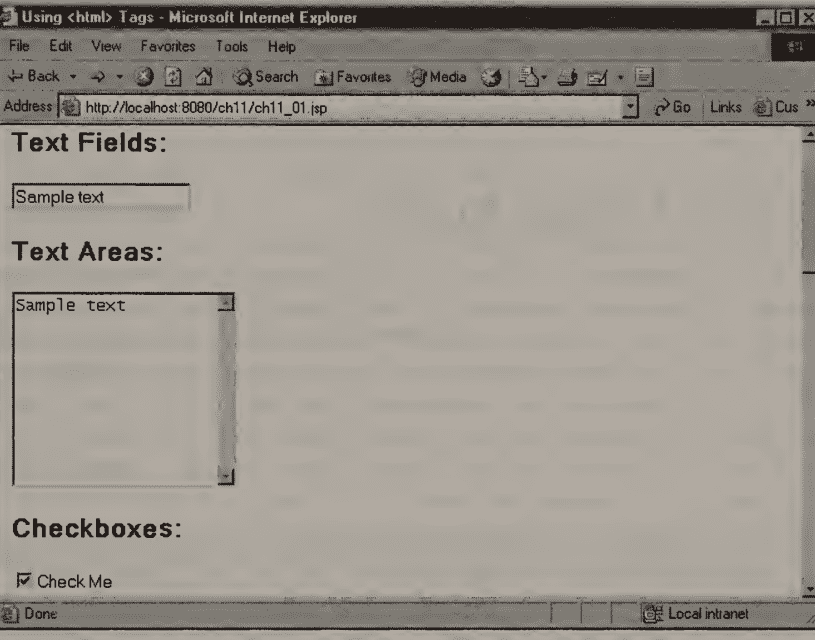 Using <html> Tags - Microsoft Internet Explorer
File Edit View Favorites Tools Help
Back Search Favorites Media
Address http://localhost:8080/ch11/ch11_01.jsp Go Links Cus »
Text Fields:
Sample text
Text Areas:
Sample text
Checkboxes:
Check Me
Done Local intranet